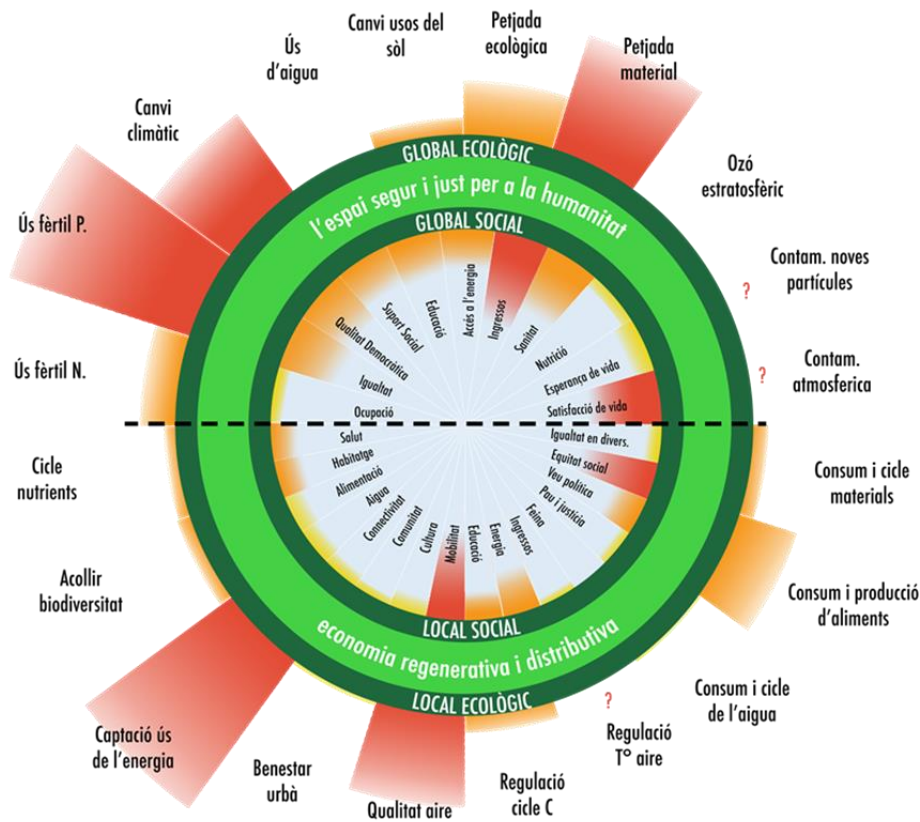 Canvi usos del
sòl
Petjada
ecològica
Petjada
material
Ús
d'aigua
Canvi
climàtic
Ozó
estratosfèric
Ús fèrtil P.
Contam. noves
partícules
?
Ús fèrtil N.
Contam.
atmosferica
?
GLOBAL ECOLÒGIC
l'espai segur i just per a la humanitat
GLOBAL SOCIAL
Ocupació
Igualtat
Qualitat Democràtica
Suport Social
Educació
Accés a l'energia
Ingressos
Sanitat
Nutrició
Esperança de vida
Satisfacció de vida
Salut
Habitatge
Alimentació
Aigua
Connectivitat
Comunitat
Cultura
Mobilitat
Educació
Energia
Ingressos
Feina
Pau i justícia
Veu política
Equitat social
Igualtat en divers.
LOCAL SOCIAL
economia regenerativa i distributiva
LOCAL ECOLÒGIC
Cicle
nutrients
Consum i cicle
materials
Acollir
biodiversitat
Consum i producció
d'aliments
Captació ús
de l'energia
Consum i cicle
de l'aigua
?
Benestar
urbà
Qualitat aire
Regulació
cicle C
Regulació
Tº aire